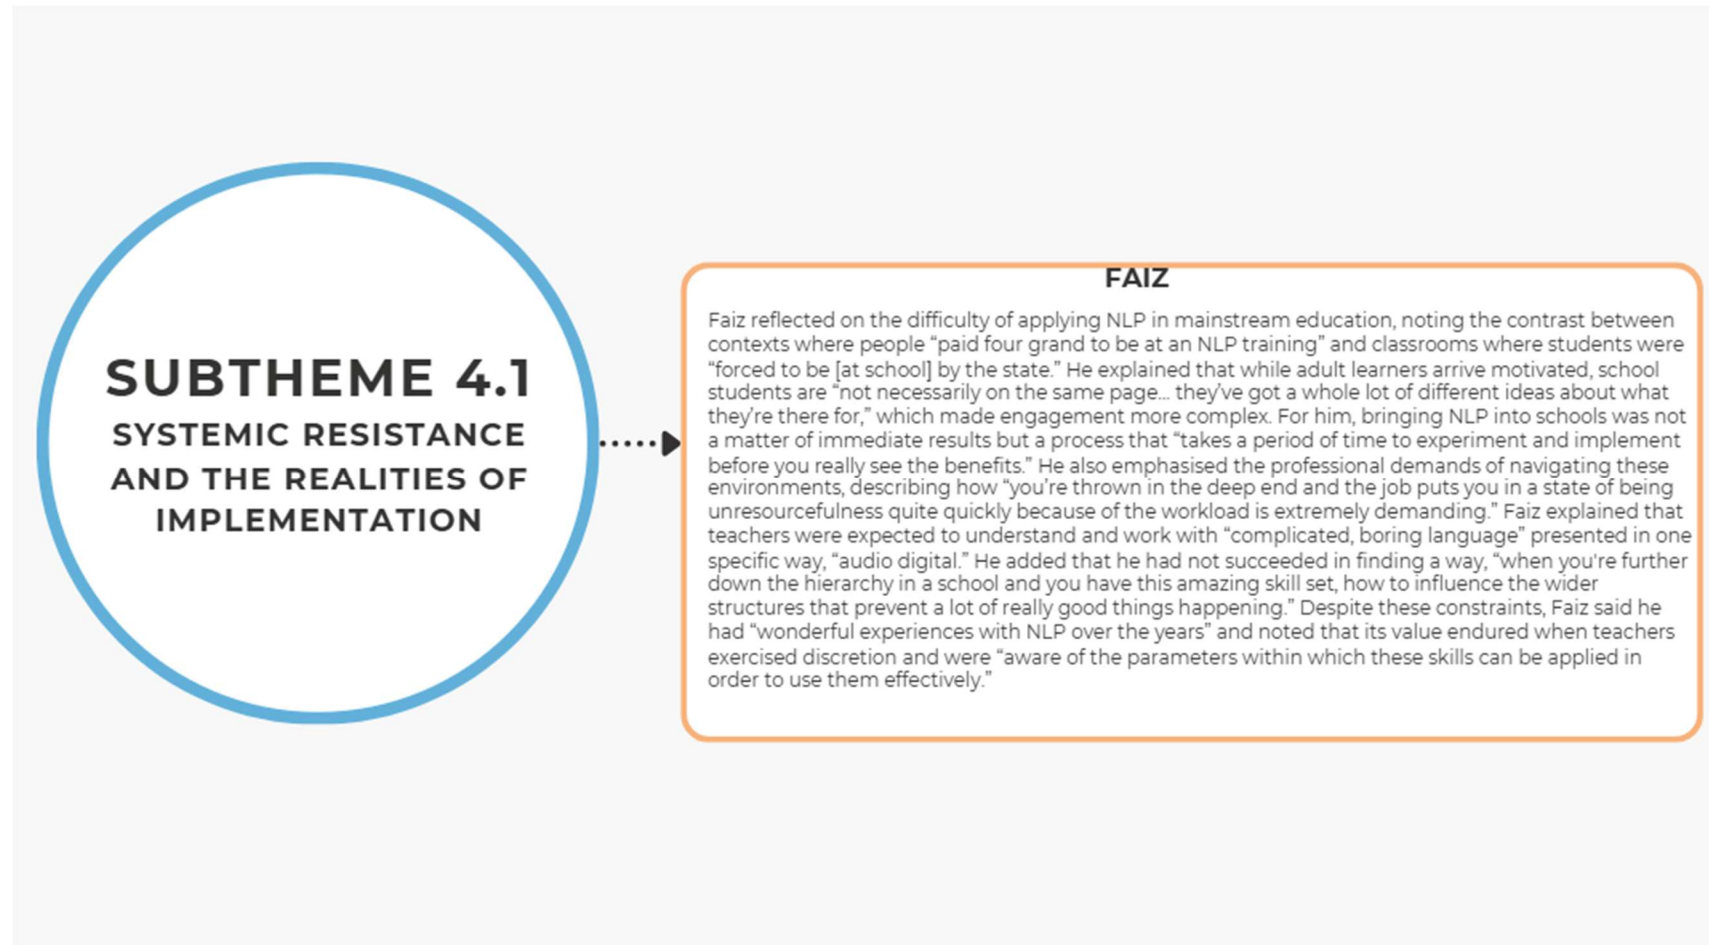 SUBTHEME 4.1
SYSTEMIC RESISTANCE
AND THE REALITIES OF
IMPLEMENTATION
FAIZ
Faiz reflected on the difficulty of applying NLP in mainstream education, noting the contrast between
contexts where people “paid four grand to be at an NLP training” and classrooms where students were
“forced to be [at school] by the state.” He explained that while adult learners arrive motivated, school
students are “not necessarily on the same page... they’ve got a whole lot of different ideas about what
they’re there for,” which made engagement more complex. For him, bringing NLP into schools was not
a matter of immediate results but a process that “takes a period of time to experiment and implement
before you really see the benefits.” He also emphasised the professional demands of navigating these
environments, describing how “you’re thrown in the deep end and the job puts you in a state of being
unresourcefulness quite quickly because of the workload is extremely demanding.” Faiz explained that
teachers were expected to understand and work with “complicated, boring language” presented in one
specific way, “audio digital.” He added that he had not succeeded in finding a way, “when you're further
down the hierarchy in a school and you have this amazing skill set, how to influence the wider
structures that prevent a lot of really good things happening.” Despite these constraints, Faiz said he
had “wonderful experiences with NLP over the years” and noted that its value endured when teachers
exercised discretion and were “aware of the parameters within which these skills can be applied in
order to use them effectively.”